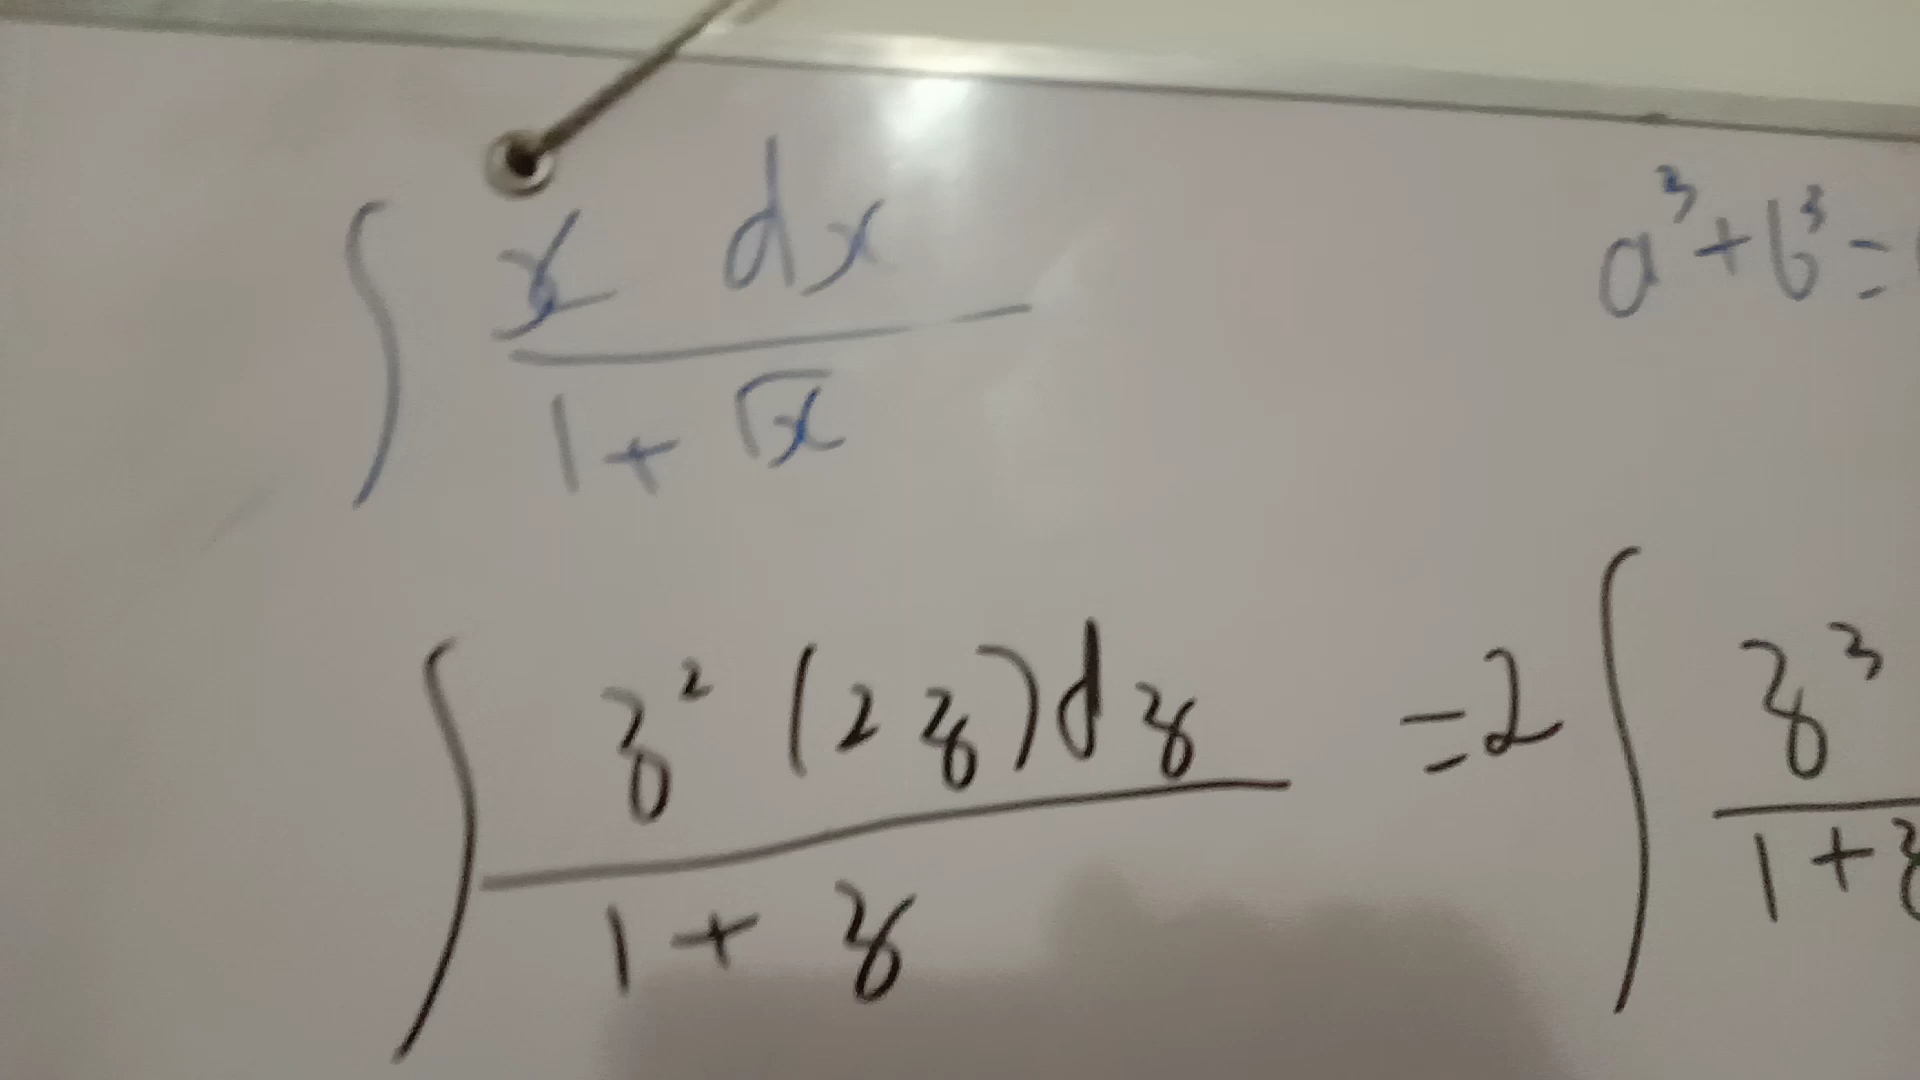 ∫ x dx / 1 + √x
a³ + b³ =
∫ z² (2z)dz / 1 + z = 2 ∫ z³ / 1 + z